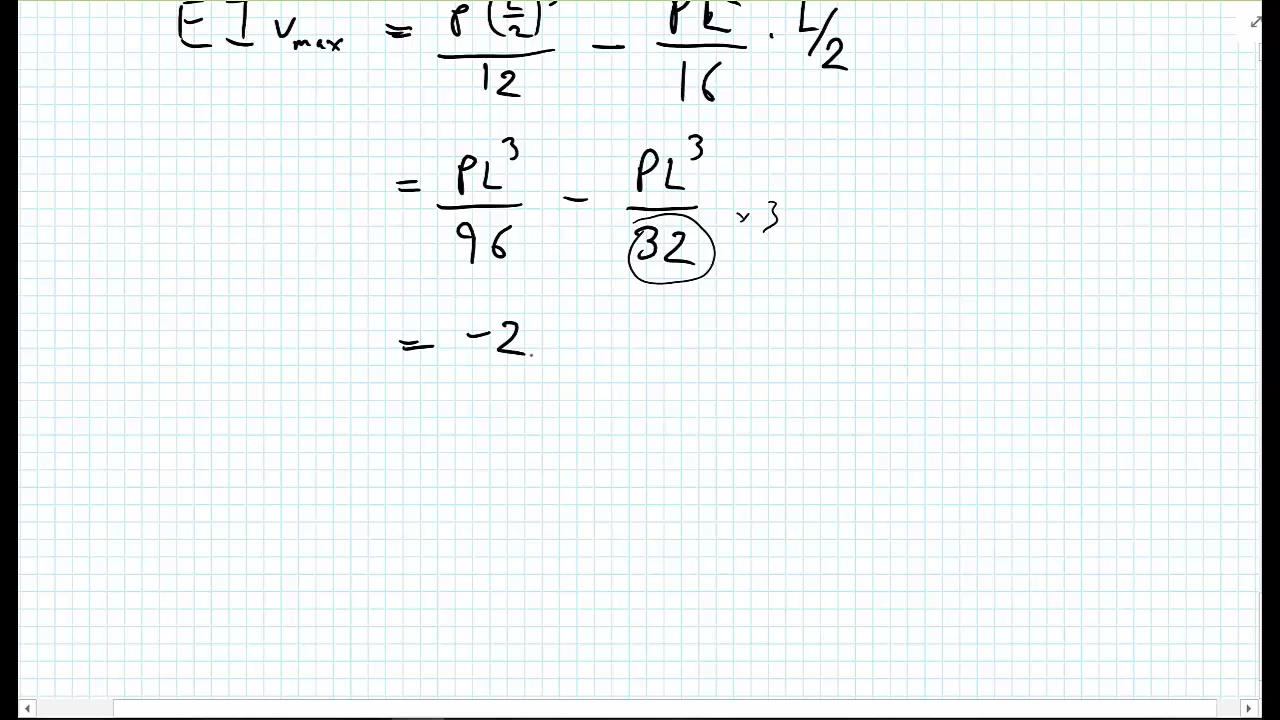 EI v_max = P(L/2)³/12 − PL²/16 · L/2
= PL³/96 − PL³/32 × 3
= −2